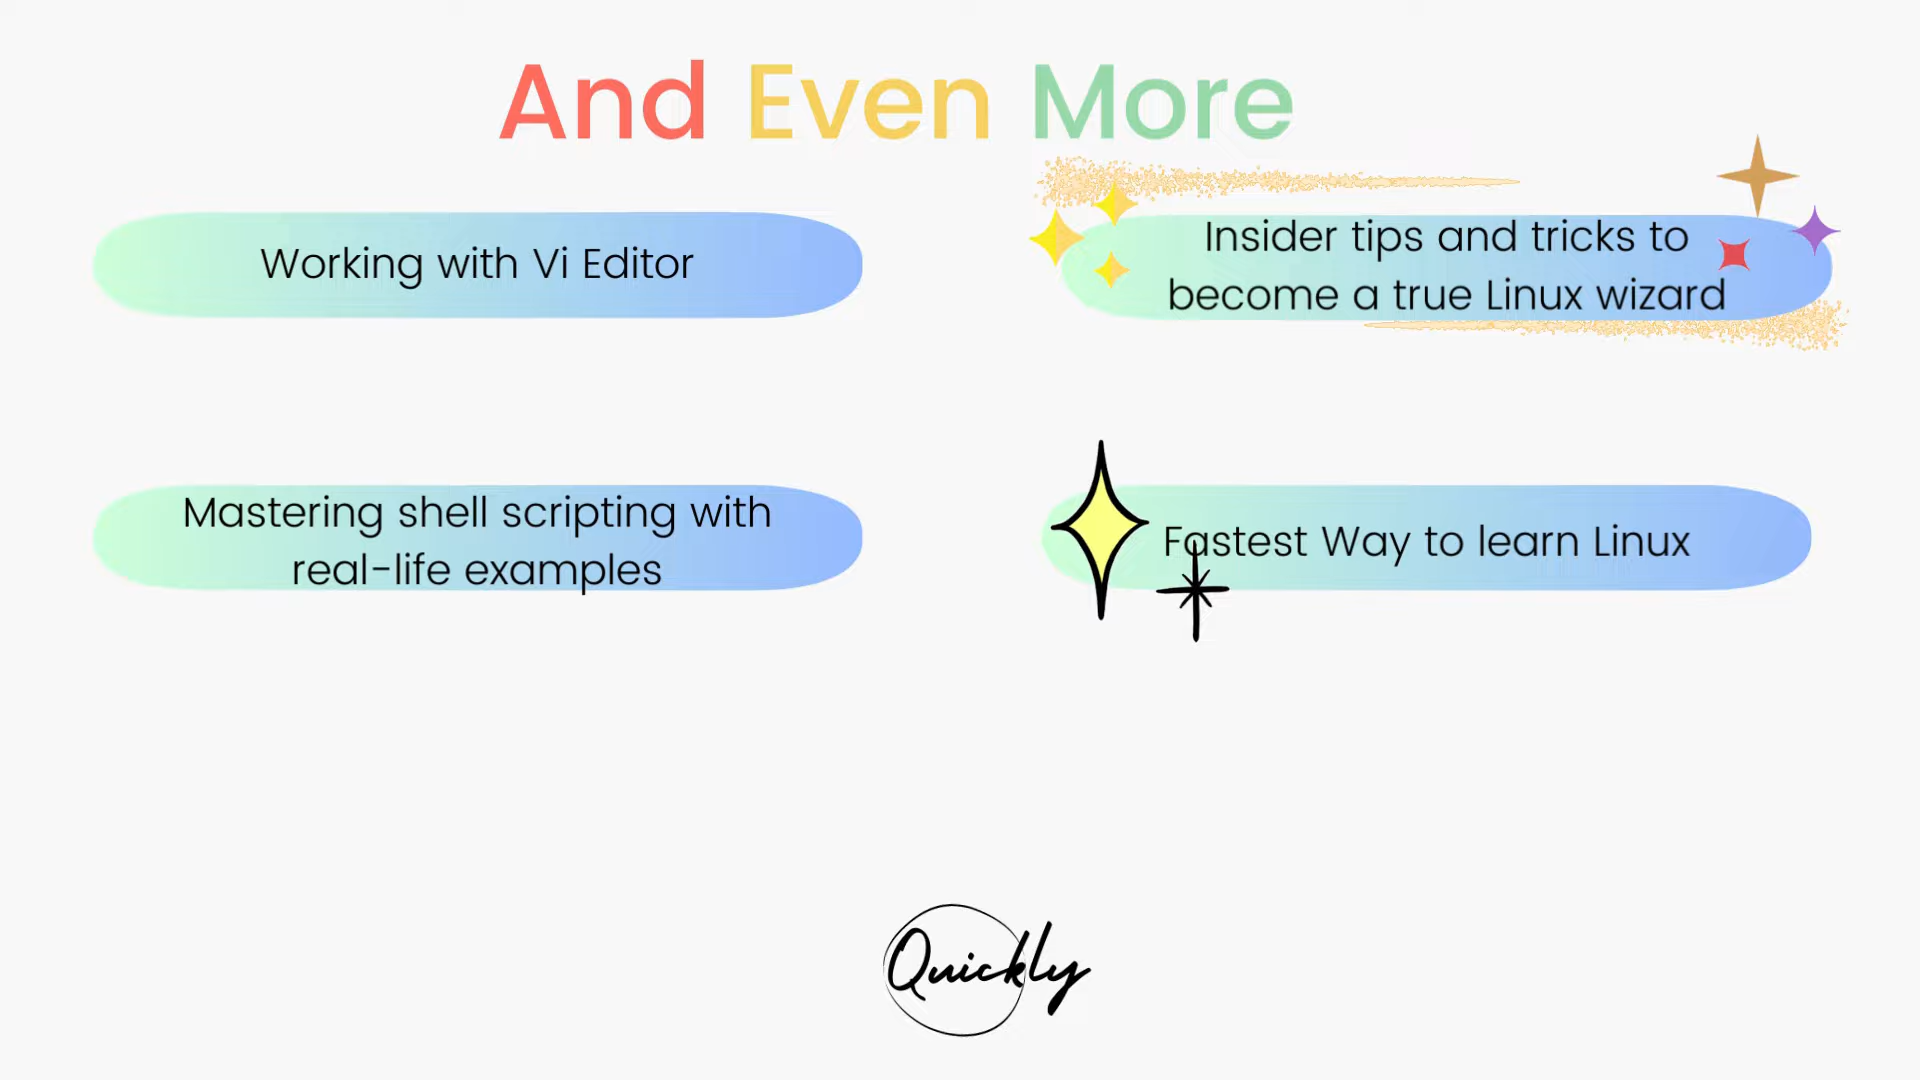 And Even More
Working with Vi Editor
Insider tips and tricks to
become a true Linux wizard
Mastering shell scripting with
real-life examples
Fastest Way to learn Linux
Quickly